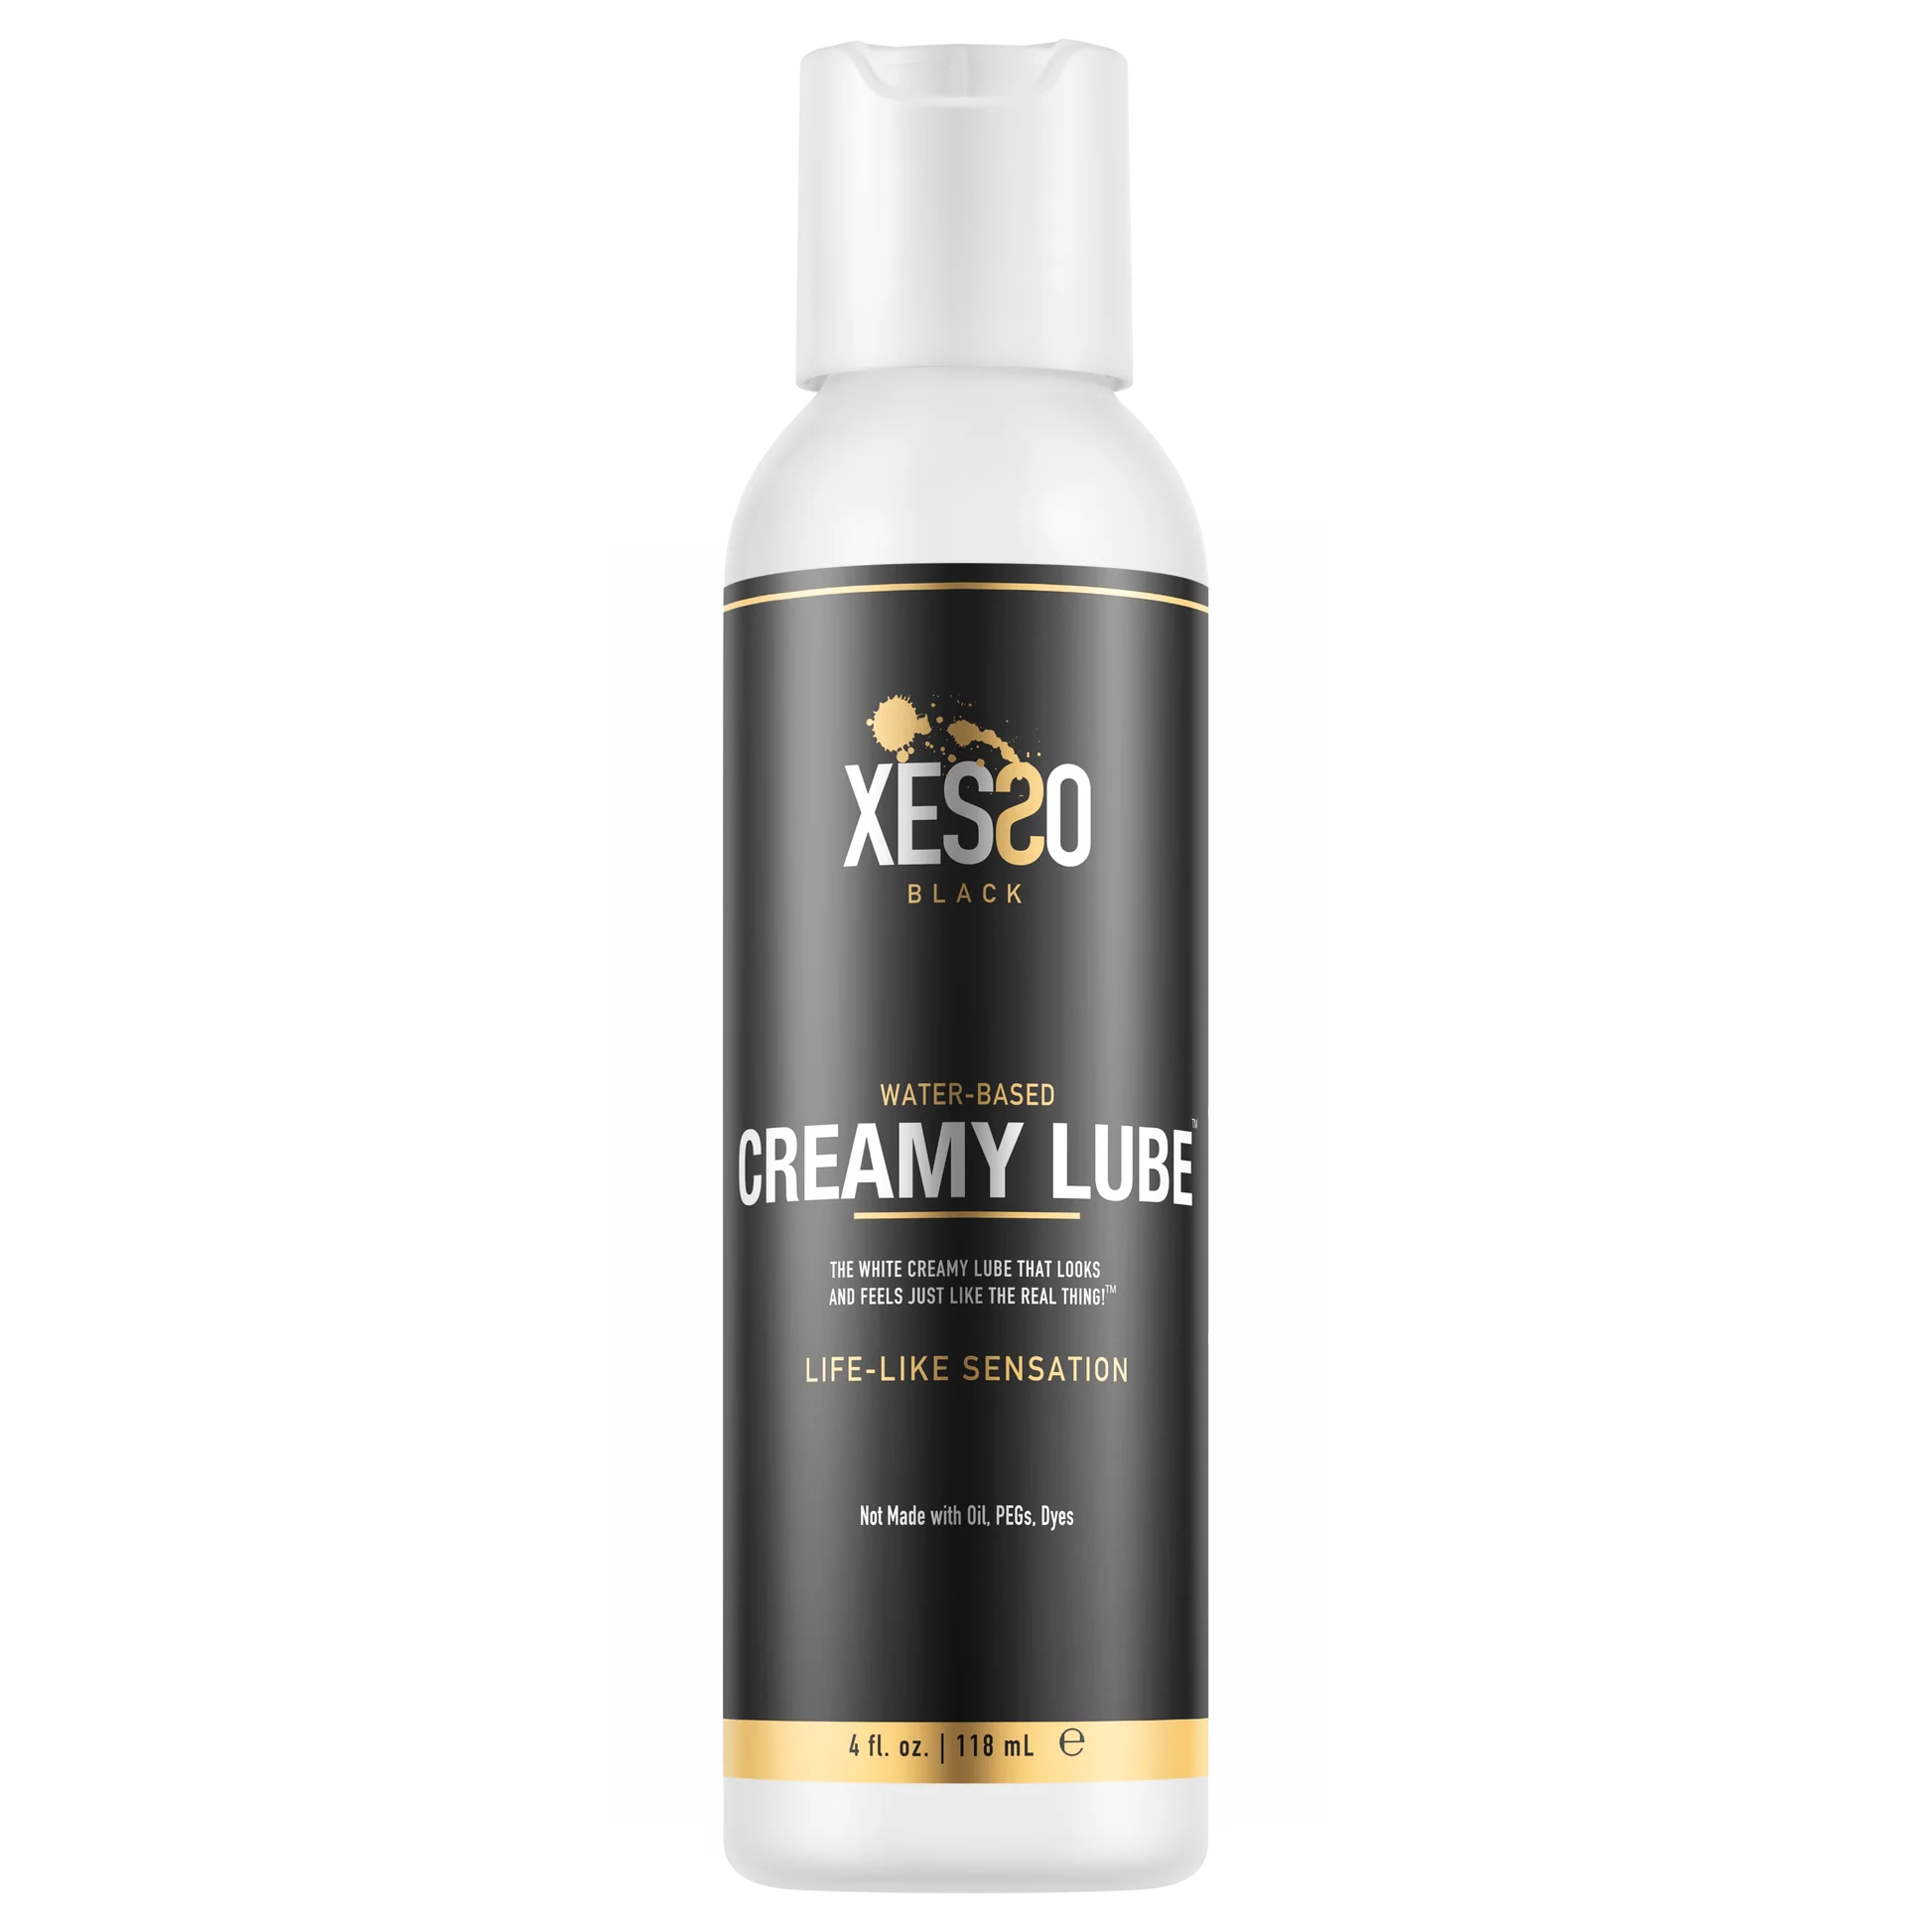 XESSO
BLACK
WATER-BASED
CREAMY LUBE™
THE WHITE CREAMY LUBE THAT LOOKS
AND FEELS JUST LIKE THE REAL THING!™
LIFE-LIKE SENSATION
Not Made with Oil, PEGs, Dyes
4 fl. oz. | 118 mL ℮